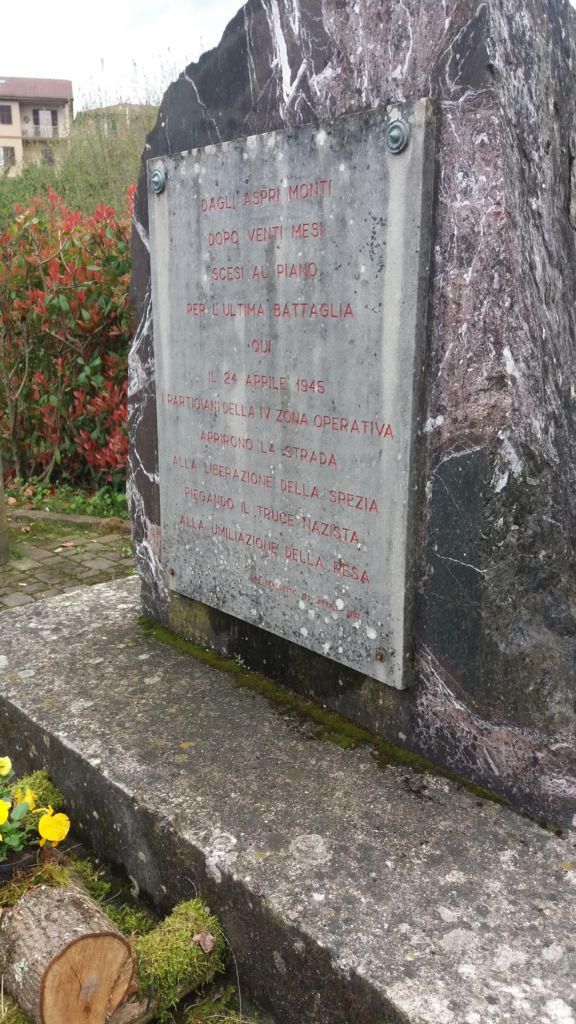 DAGLI ASPRI MONTI
DOPO VENTI MESI
SCESI AL PIANO
PER L'ULTIMA BATTAGLIA
QUI
IL 24 APRILE 1945
I PARTIGIANI DELLA IV ZONA OPERATIVA
APRIRONO LA STRADA
ALLA LIBERAZIONE DELLA SPEZIA
PIEGANDO IL TRUCE NAZISTA
ALLA UMILIAZIONE DELLA RESA
BENEDETTO